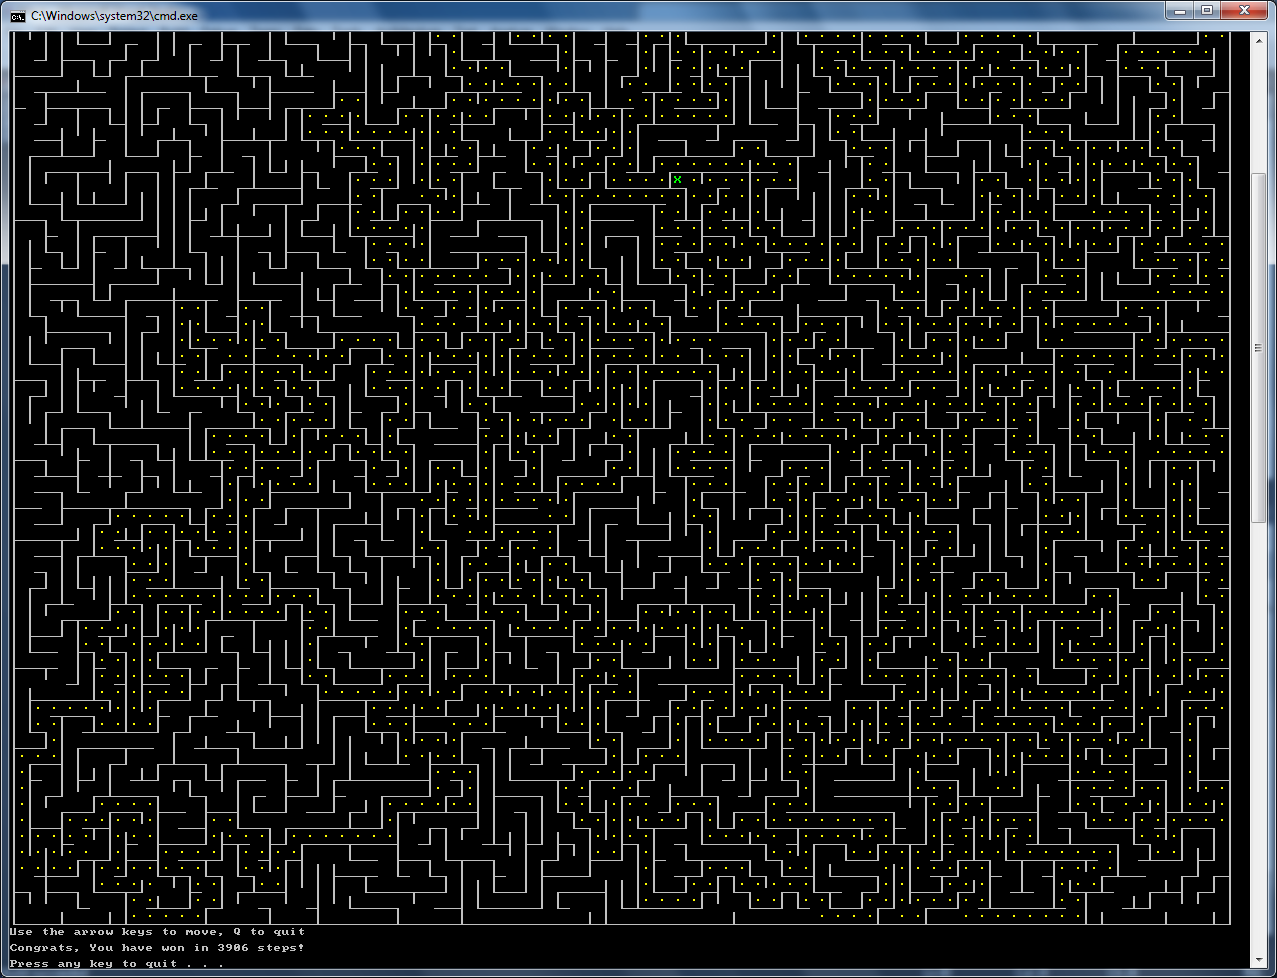 C:\Windows\system32\cmd.exe
x
Use the arrow keys to move, Q to quit
Congrats, You have won in 3906 steps!
Press any key to quit . . .